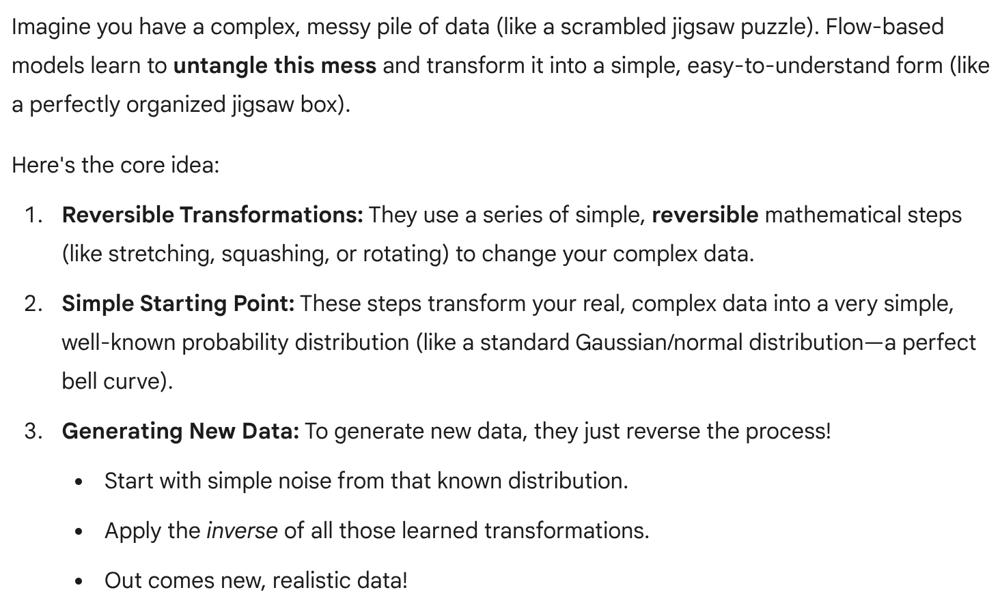 Imagine you have a complex, messy pile of data (like a scrambled jigsaw puzzle). Flow-based
models learn to untangle this mess and transform it into a simple, easy-to-understand form (like
a perfectly organized jigsaw box).
Here's the core idea:
1. Reversible Transformations: They use a series of simple, reversible mathematical steps
(like stretching, squashing, or rotating) to change your complex data.
2. Simple Starting Point: These steps transform your real, complex data into a very simple,
well-known probability distribution (like a standard Gaussian/normal distribution—a perfect
bell curve).
3. Generating New Data: To generate new data, they just reverse the process!
• Start with simple noise from that known distribution.
• Apply the inverse of all those learned transformations.
• Out comes new, realistic data!